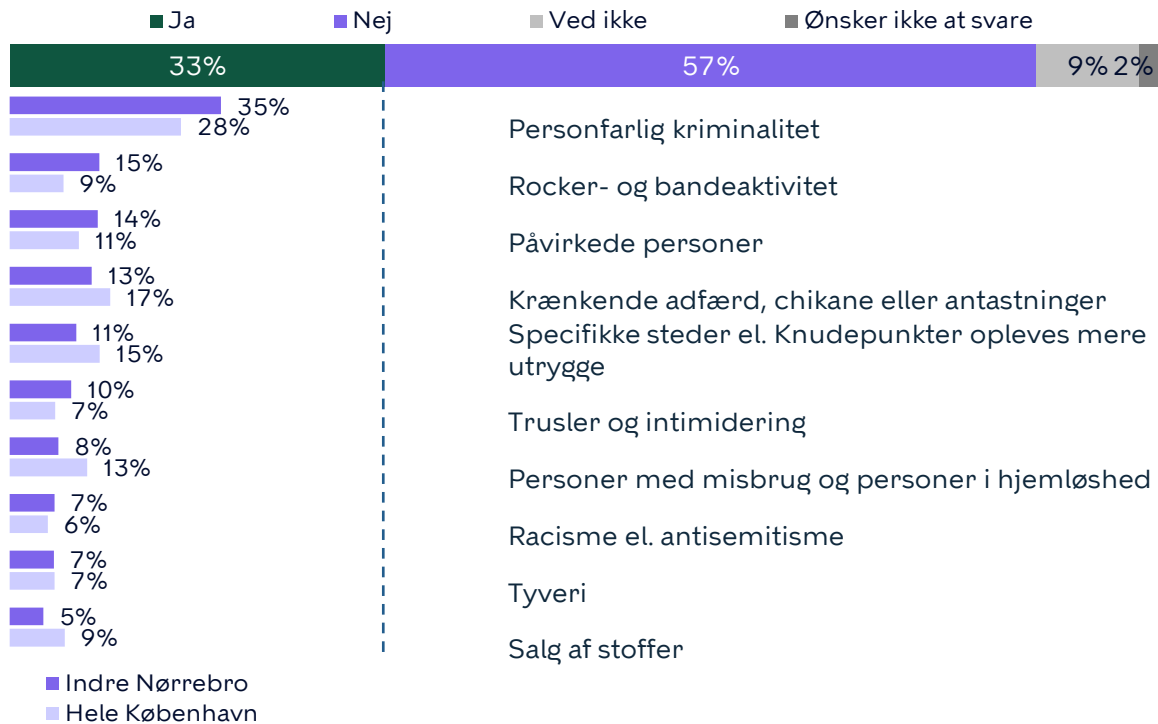 Ja Nej Ved ikke Ønsker ikke at svare
33% 57% 9% 2%
35%
28%
Personfarlig kriminalitet
15%
9%
Rocker- og bandeaktivitet
14%
11%
Påvirkede personer
13%
17%
Krænkende adfærd, chikane eller antastninger
11%
15%
Specifikke steder el. Knudepunkter opleves mere
utrygge
10%
7%
Trusler og intimidering
8%
13%
Personer med misbrug og personer i hjemløshed
7%
6%
Racisme el. antisemitisme
7%
7%
Tyveri
5%
9%
Salg af stoffer
Indre Nørrebro
Hele København